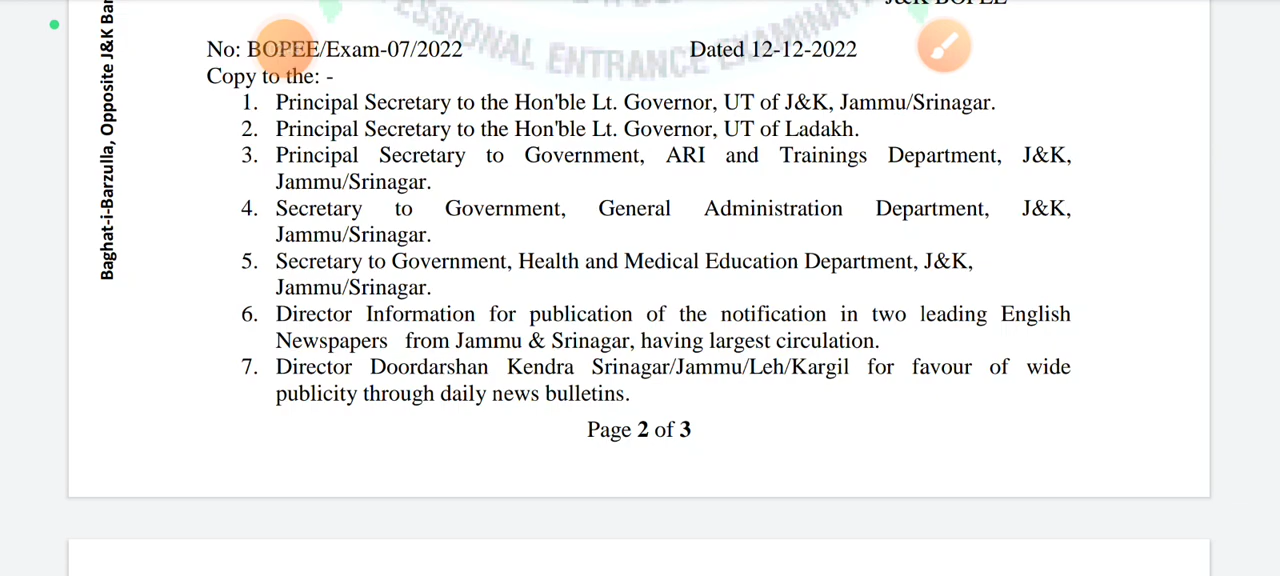 J&K BOPEE
ESSIONAL ENTRANCE EXAMINAT
No: BOPEE/Exam-07/2022 Dated 12-12-2022
Copy to the: -
1. Principal Secretary to the Hon'ble Lt. Governor, UT of J&K, Jammu/Srinagar.
2. Principal Secretary to the Hon'ble Lt. Governor, UT of Ladakh.
3. Principal Secretary to Government, ARI and Trainings Department, J&K,
Jammu/Srinagar.
4. Secretary to Government, General Administration Department, J&K,
Jammu/Srinagar.
5. Secretary to Government, Health and Medical Education Department, J&K,
Jammu/Srinagar.
6. Director Information for publication of the notification in two leading English
Newspapers from Jammu & Srinagar, having largest circulation.
7. Director Doordarshan Kendra Srinagar/Jammu/Leh/Kargil for favour of wide
publicity through daily news bulletins.
Page 2 of 3
Baghat-i-Barzulla, Opposite J&K Ban